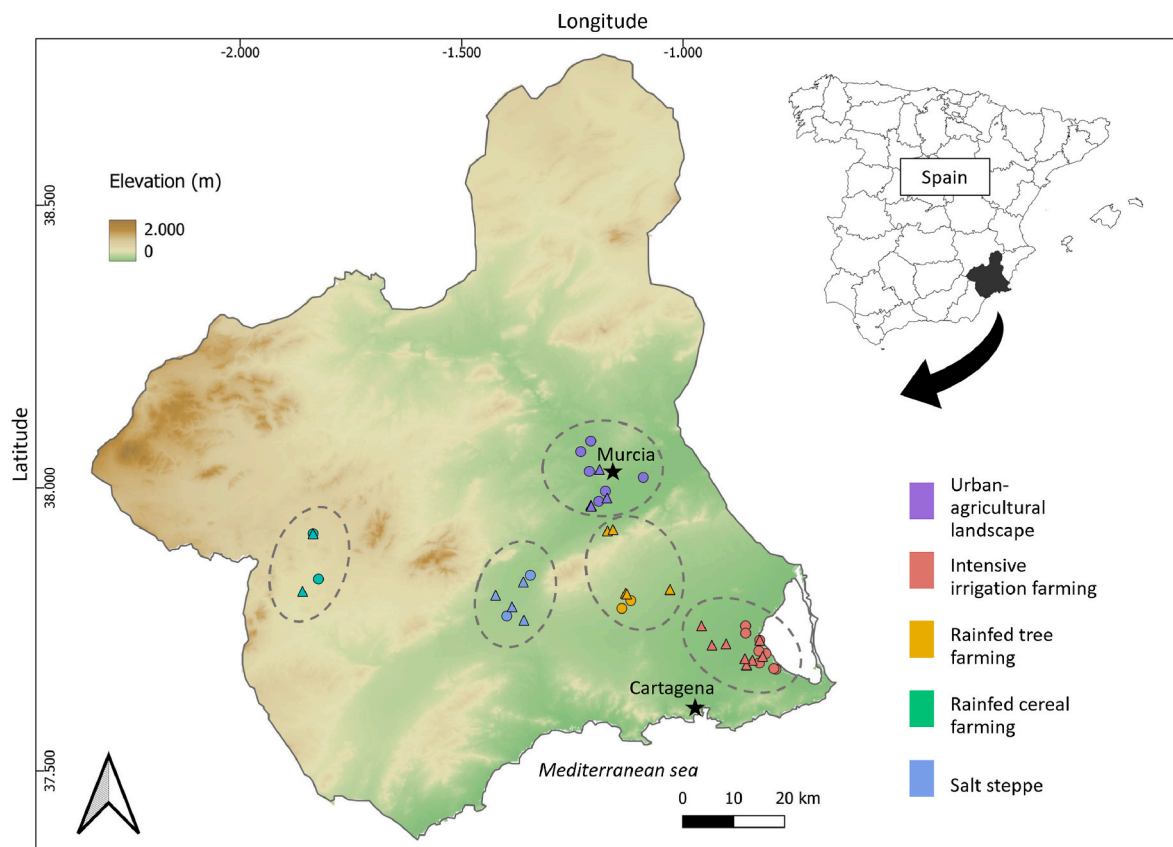 Longitude
-2.000
-1.500
-1.000
Elevation (m)
2.000
0
38.500
Spain
Latitude
38.000
Murcia
Urban-
agricultural
landscape
Intensive
irrigation farming
Rainfed tree
farming
Cartagena
Rainfed cereal
farming
37.500
Mediterranean sea
Salt steppe
0
10
20 km